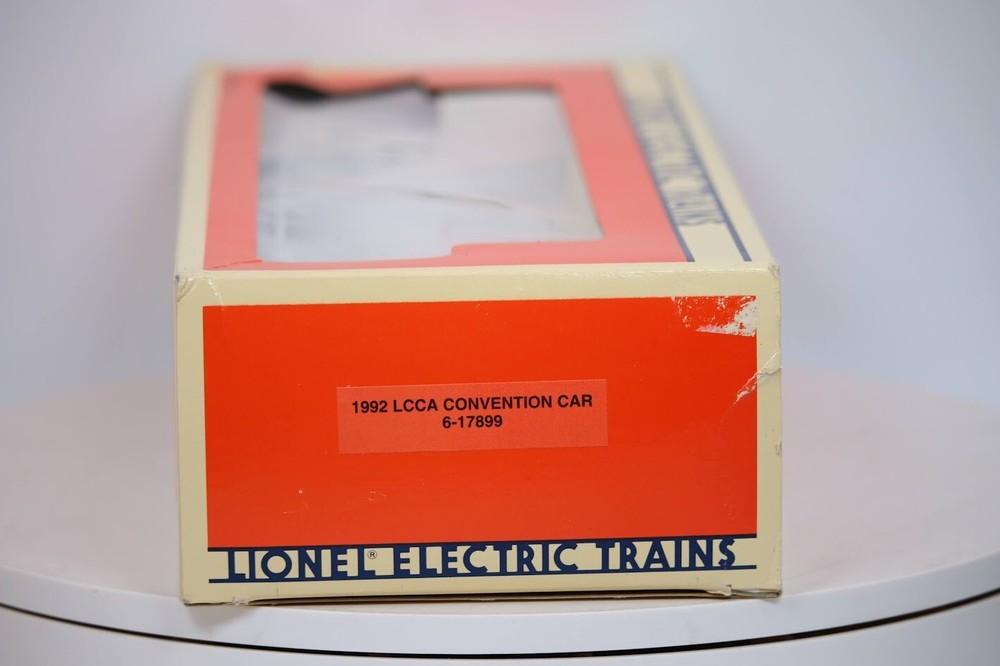 1992 LCCA CONVENTION CAR
6-17899
LIONEL® ELECTRIC TRAINS